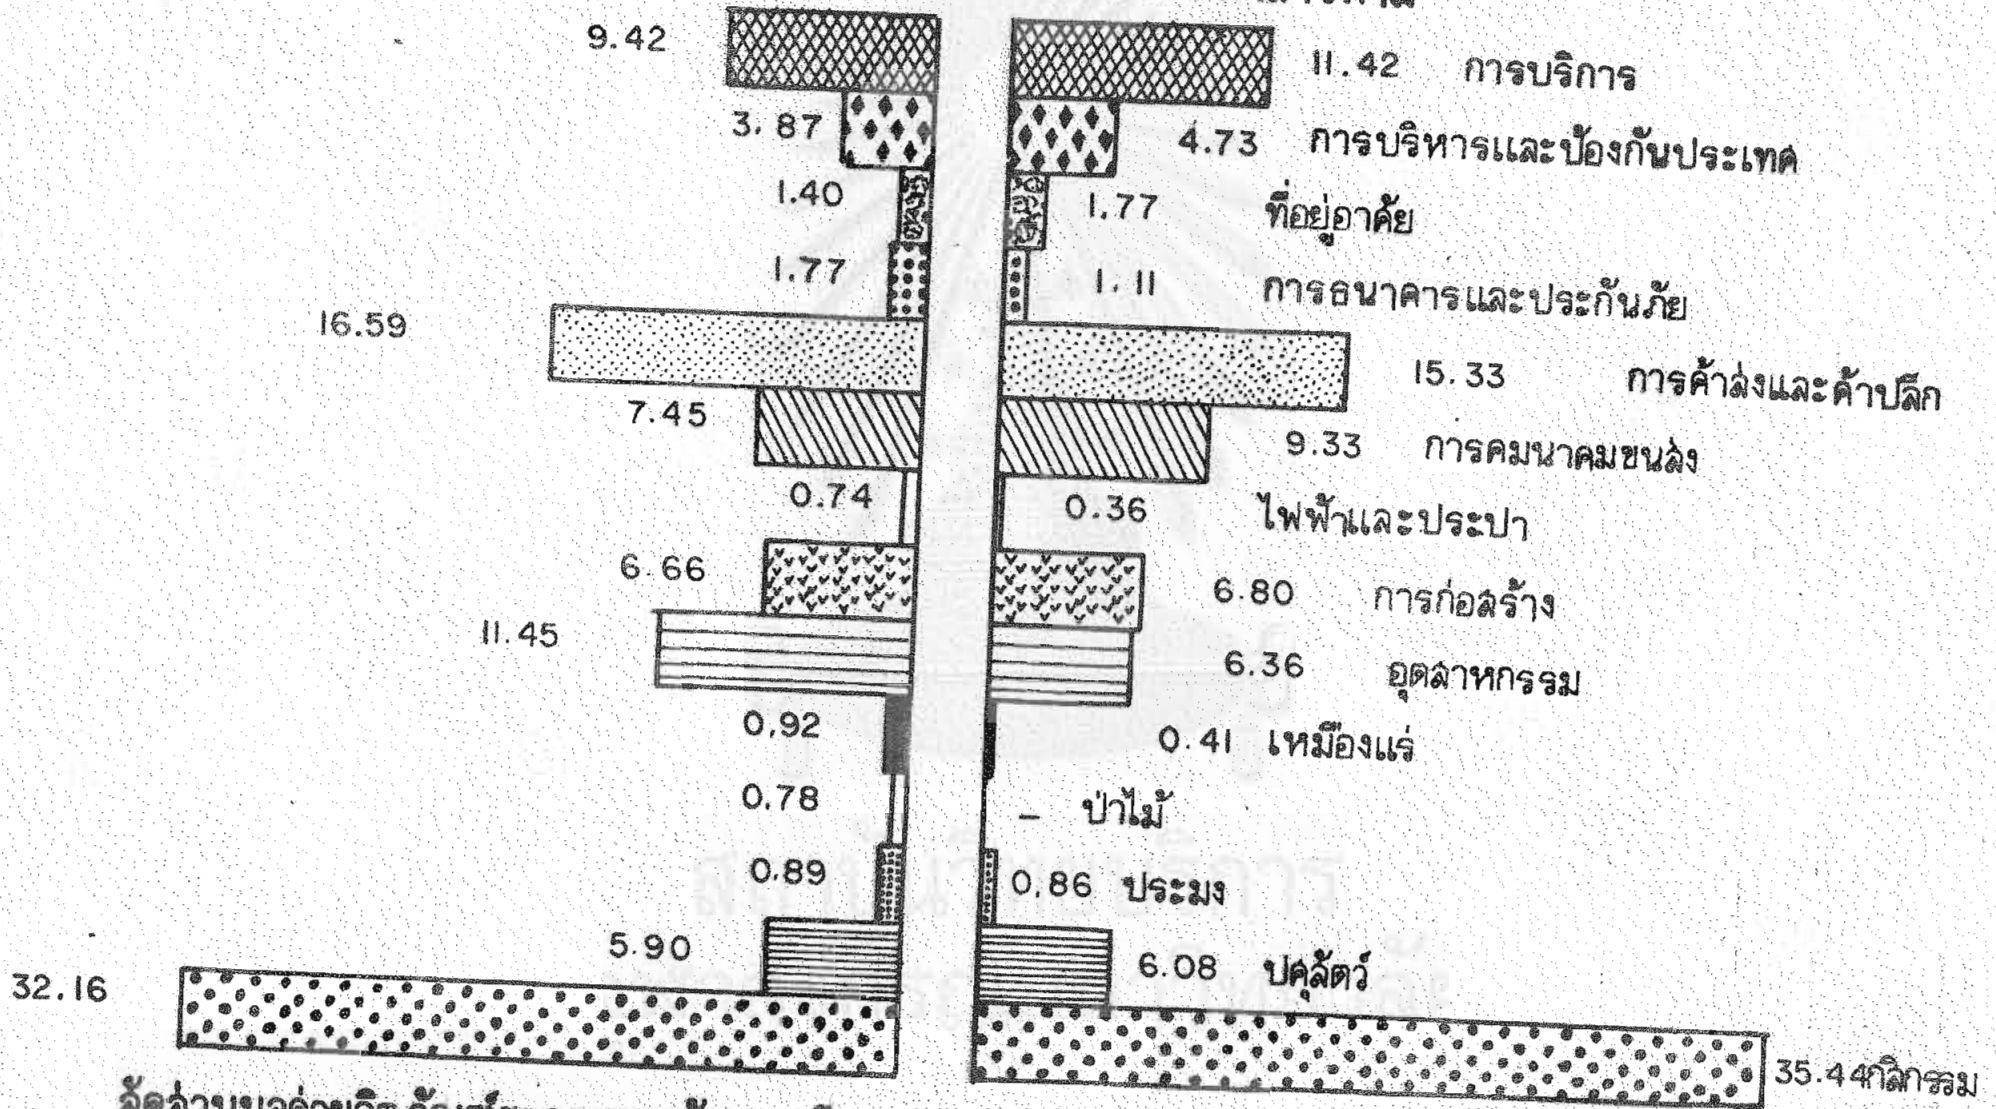 9.42 11.42 การบริการ
3.87 4.73 การบริหารและป้องกันประเทศ
1.40 1.77 ที่อยู่อาศัย
1.77 1.11 การธนาคารและประกันภัย
16.59 15.33 การค้าส่งและค้าปลีก
7.45 9.33 การคมนาคมขนส่ง
0.74 0.36 ไฟฟ้าและประปา
6.66 6.80 การก่อสร้าง
11.45 6.36 อุตสาหกรรม
0.92 0.41 เหมืองแร่
0.78 – ป่าไม้
0.89 0.86 ประมง
5.90 6.08 ปศุสัตว์
32.16 35.44 กสิกรรม